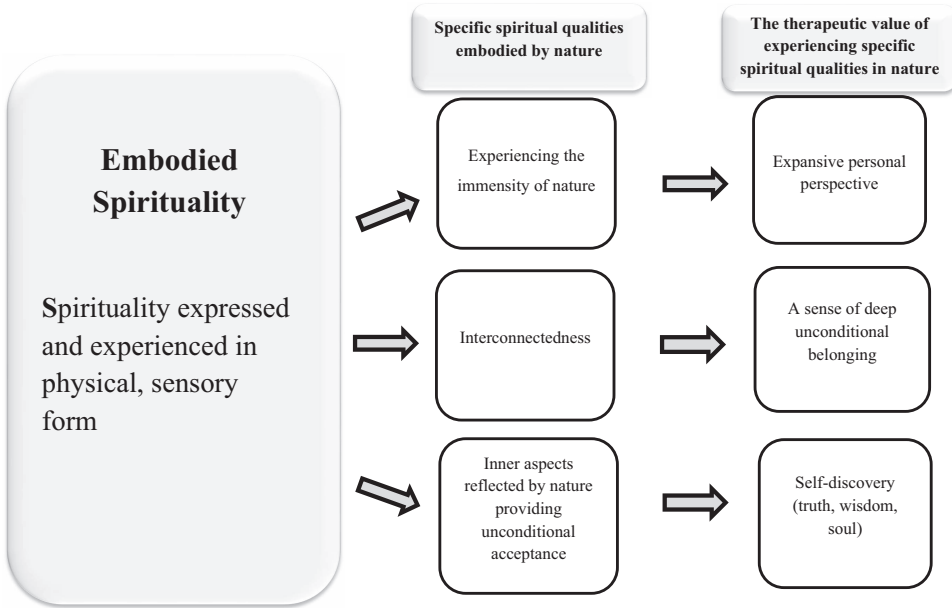 Embodied
Spirituality
Spirituality expressed
and experienced in
physical, sensory
form
Specific spiritual qualities
embodied by nature
Experiencing the
immensity of nature
Interconnectedness
Inner aspects
reflected by nature
providing
unconditional
acceptance
The therapeutic value of
experiencing specific
spiritual qualities in nature
Expansive personal
perspective
A sense of deep
unconditional
belonging
Self-discovery
(truth, wisdom,
soul)